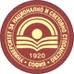 УНИВЕРСИТЕТ ЗА НАЦИОНАЛНО И СВЕТОВНО СТОПАНСТВО
1920
СОФИЯ